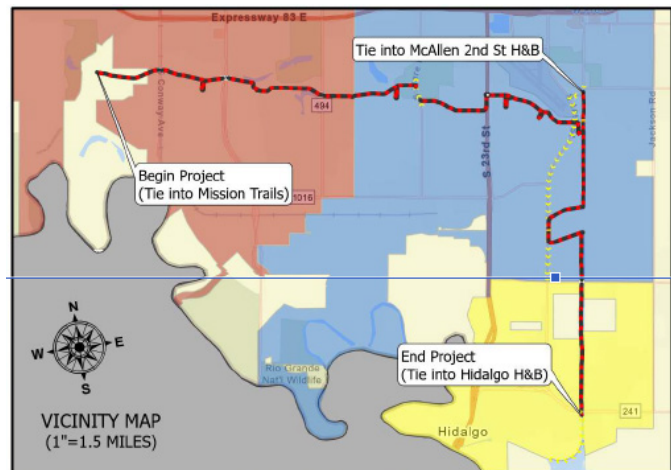 Expressway 83 E
Tie into McAllen 2nd St H&B
Conway Ave
494
Jackson Rd
S 23rd St
Begin Project
(Tie into Mission Trails)
1016
N
W E
S
End Project
(Tie into Hidalgo H&B)
Rio Grande
Nat'l Wildlife
VICINITY MAP
(1"=1.5 MILES)
241
Hidalgo